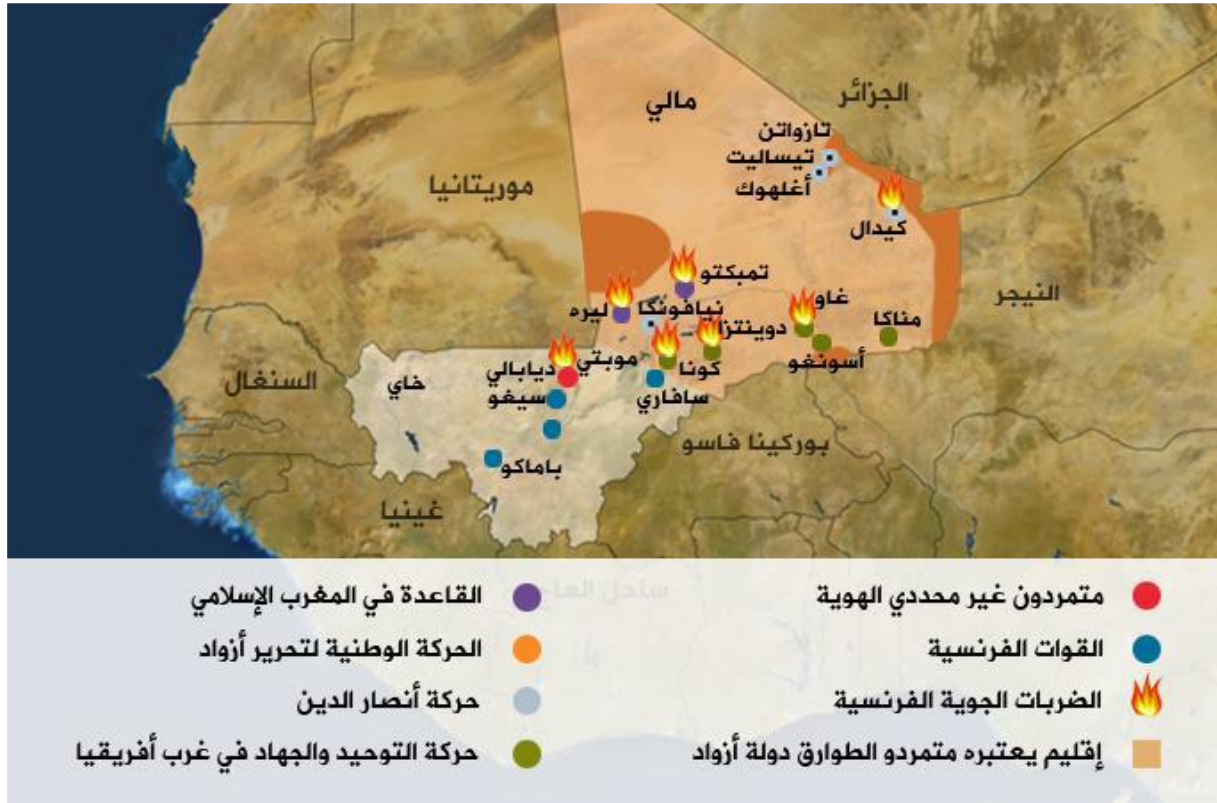 الجزائر
مالي
تازواتن
تيساليت
أغلهوك
موريتانيا
كيدال
تمبكتو
النيجر
نيافونكا
غاو
ليره
دوينتزا
مناكا
موبتي
كونا
أسونغو
ديابالي
السنغال
خاي
سيغو
سافاري
بوركينا فاسو
باماكو
غينيا
ساحل العاج
متمردون غير محددي الهوية
القوات الفرنسية
الضربات الجوية الفرنسية
إقليم يعتبره متمردو الطوارق دولة أزواد
القاعدة في المغرب الإسلامي
الحركة الوطنية لتحرير أزواد
حركة أنصار الدين
حركة التوحيد والجهاد في غرب أفريقيا